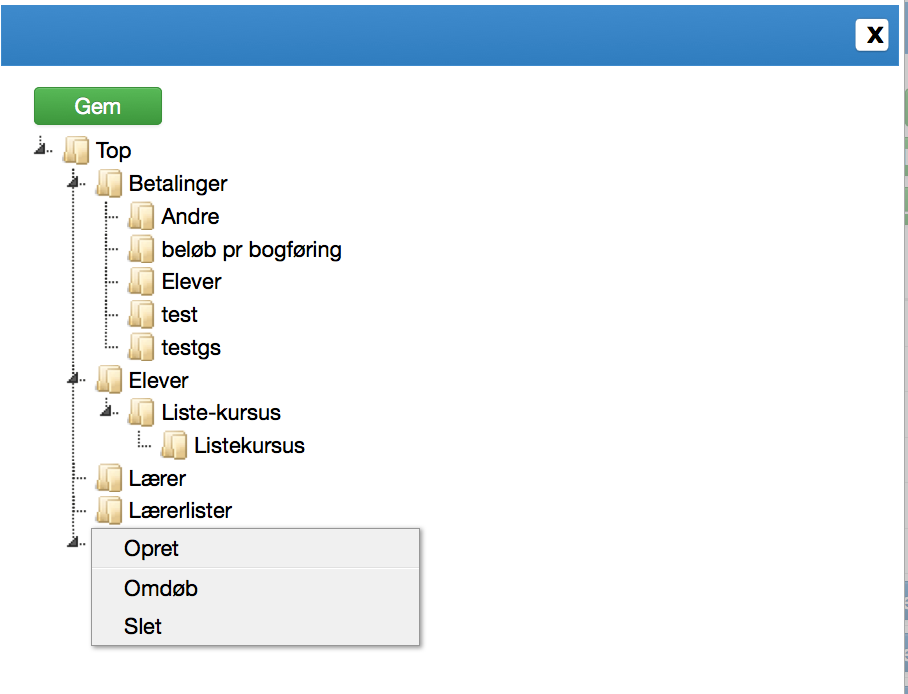 X
Gem
Top
Betalinger
Andre
beløb pr bogføring
Elever
test
testgs
Elever
Liste-kursus
Listekursus
Lærer
Lærerlister
Opret
Omdøb
Slet